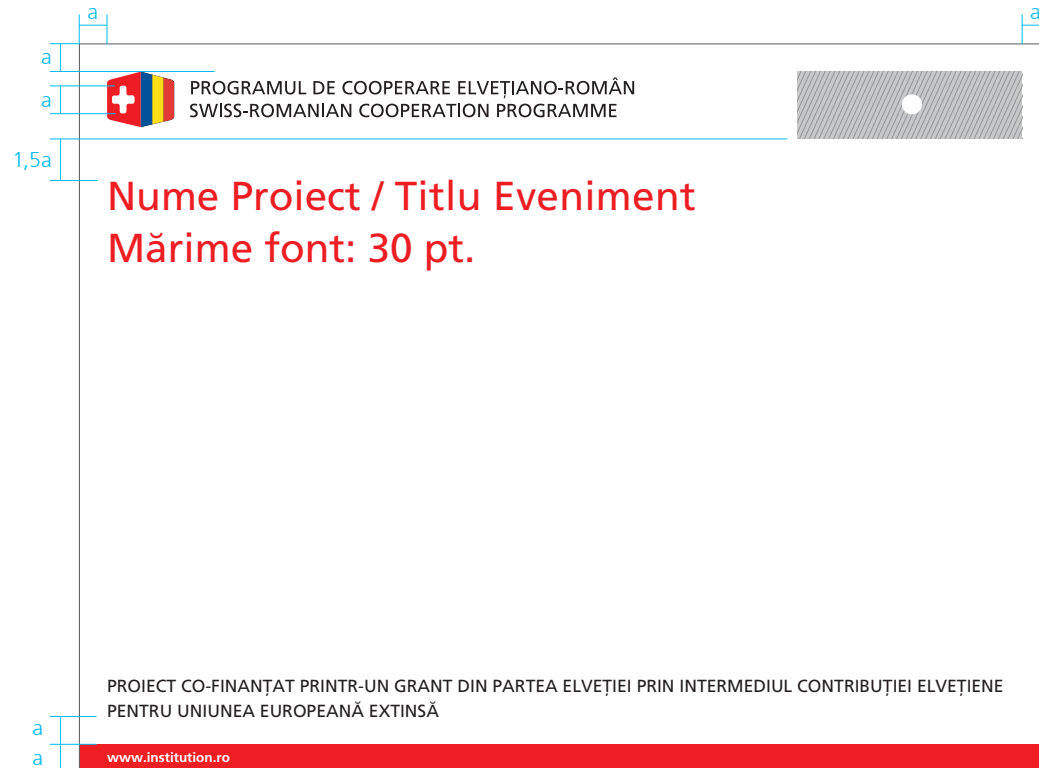 a
a
a
a
PROGRAMUL DE COOPERARE ELVEȚIANO-ROMÂN
SWISS-ROMANIAN COOPERATION PROGRAMME
1,5a
Nume Proiect / Titlu Eveniment
Mărime font: 30 pt.
PROIECT CO-FINANȚAT PRINTR-UN GRANT DIN PARTEA ELVEȚIEI PRIN INTERMEDIUL CONTRIBUȚIEI ELVEȚIENE
PENTRU UNIUNEA EUROPEANĂ EXTINSĂ
a
a
www.institution.ro